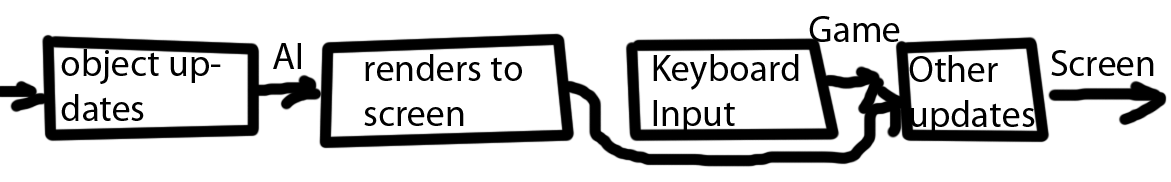 object up-
dates
AI
renders to
screen
Keyboard
Input
Game
Other
updates
Screen